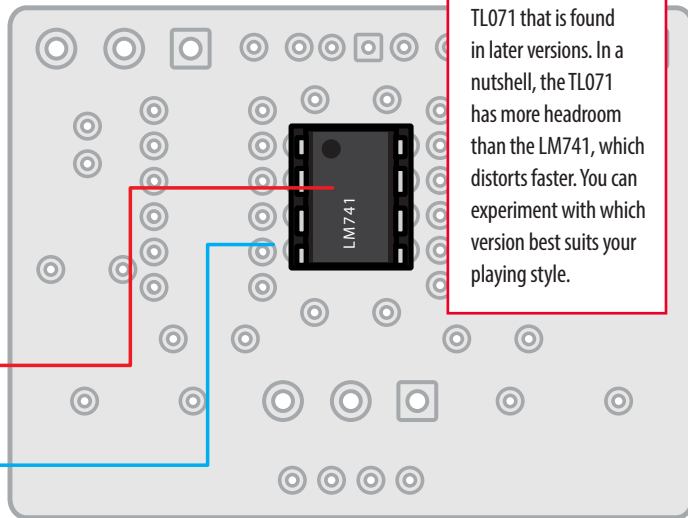 TL071 that is found
in later versions. In a
nutshell, the TL071
has more headroom
than the LM741, which
distorts faster. You can
experiment with which
version best suits your
playing style.
LM741